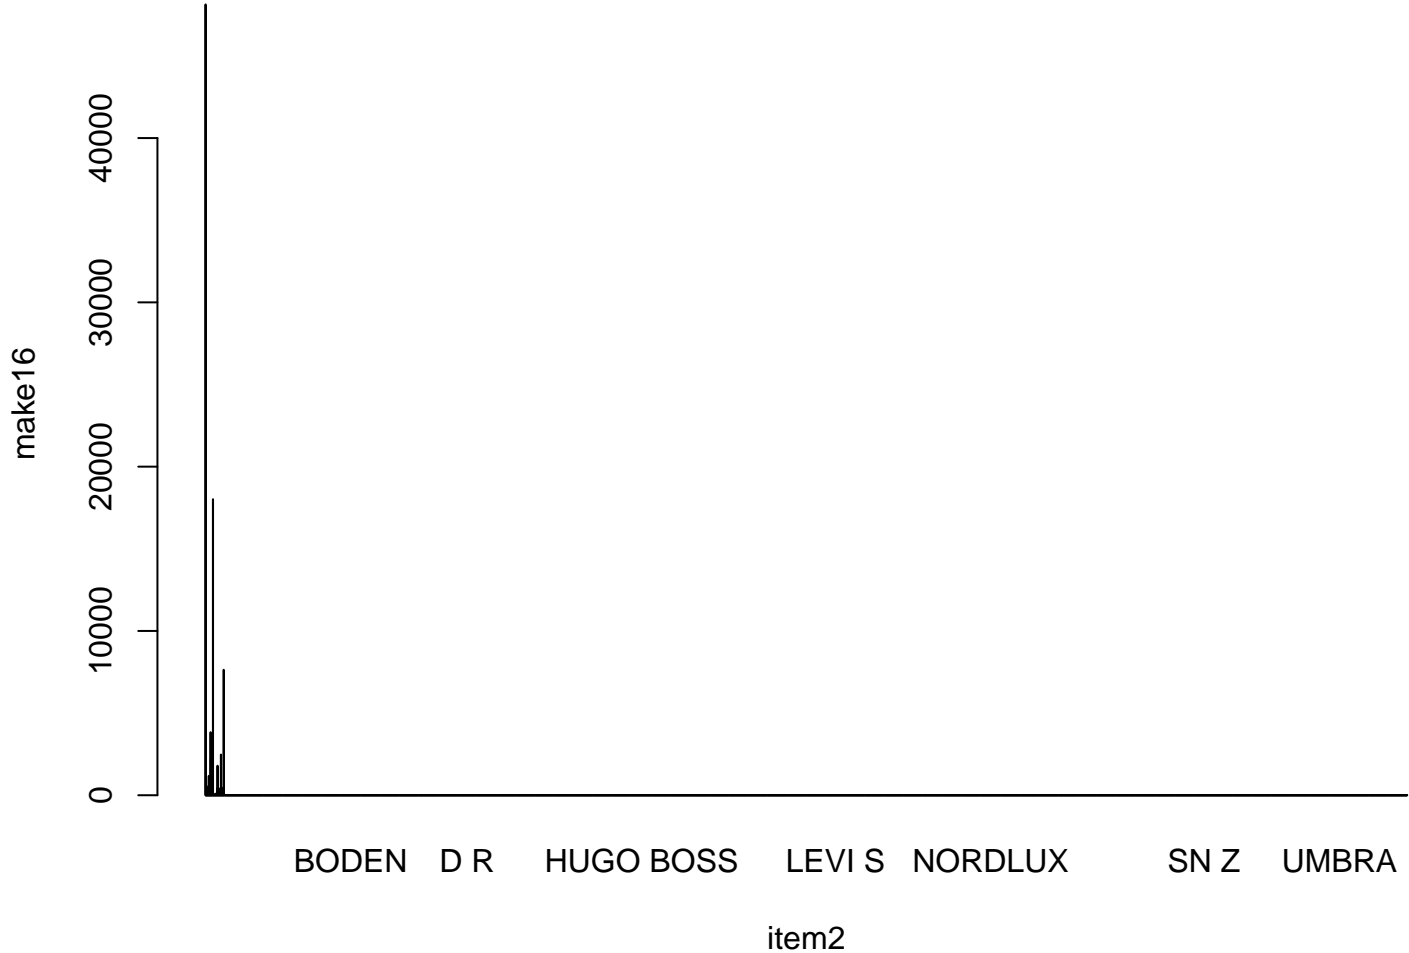 40000
30000
20000
10000
0
make16
BODEN D R HUGO BOSS LEVI S NORDLUX SN Z UMBRA
item2